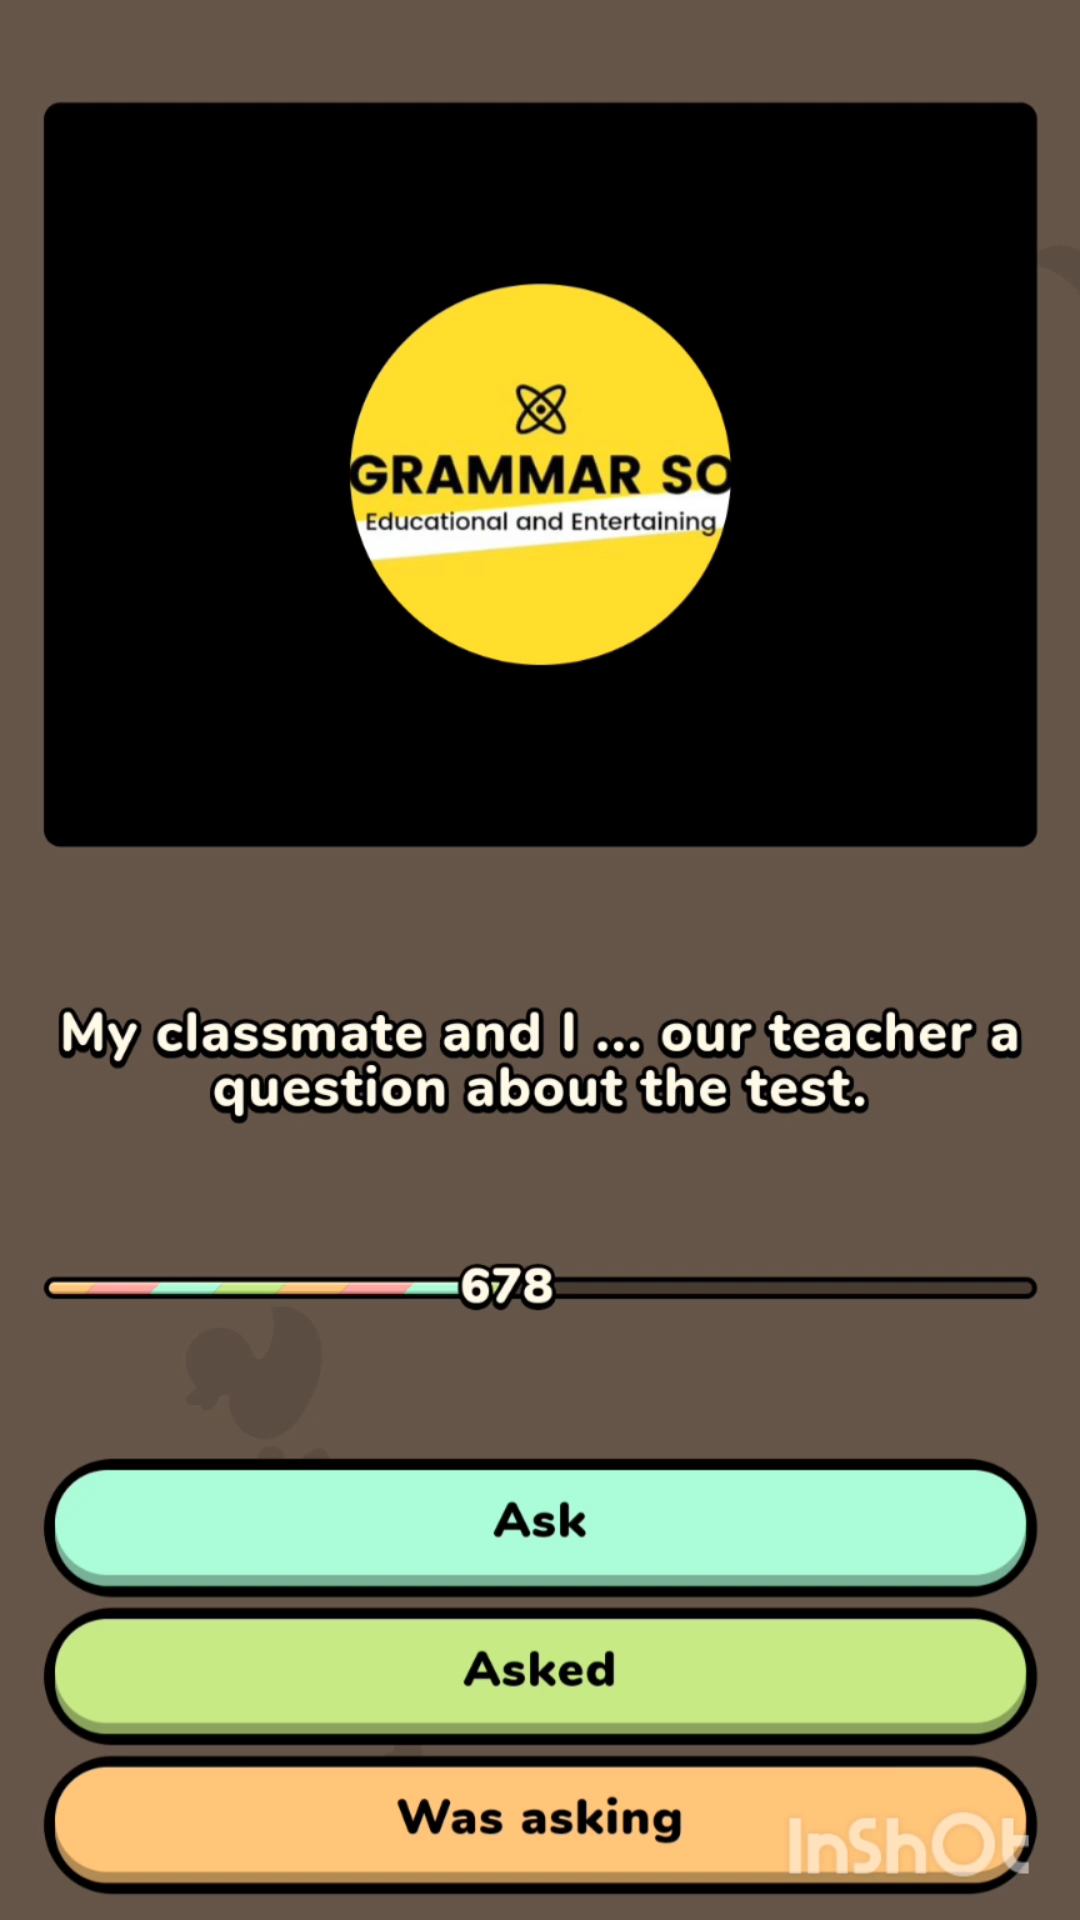 GRAMMAR SO
Educational and Entertaining
My classmate and I ... our teacher a
question about the test.
678
Ask
Asked
Was asking
InShOt